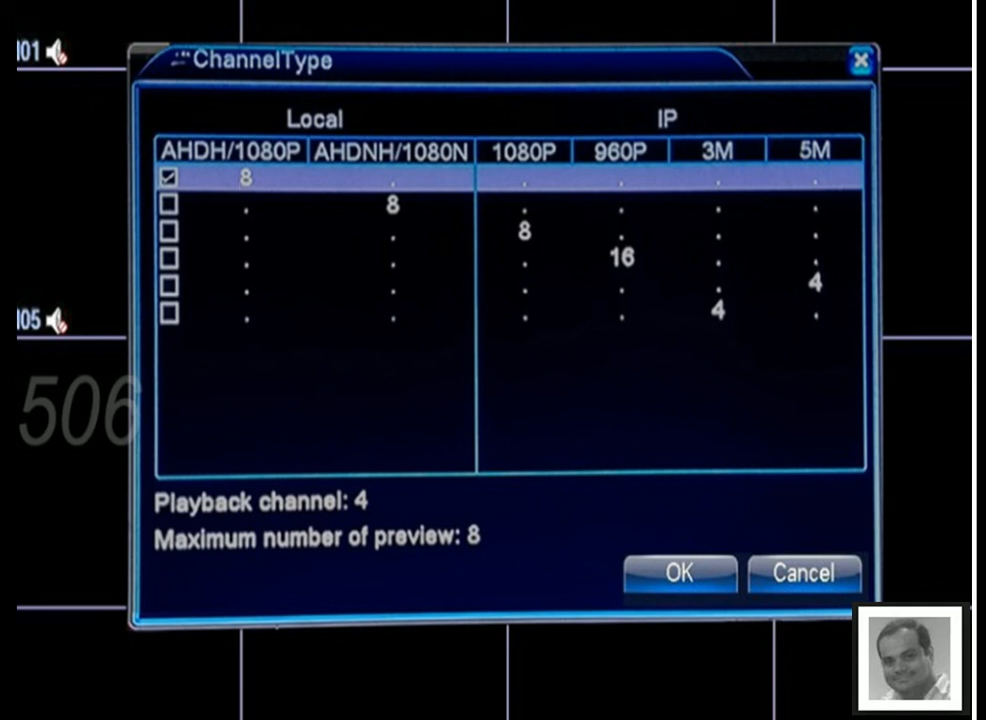 01
ChannelType
Local IP
AHDH/1080P AHDNH/1080N 1080P 960P 3M 5M
8 . . . . .
. 8 . . . .
. . 8 . . .
. . . 16 . .
. . . . . 4
. . . . 4 .
05
506
Playback channel: 4
Maximum number of preview: 8
OK Cancel